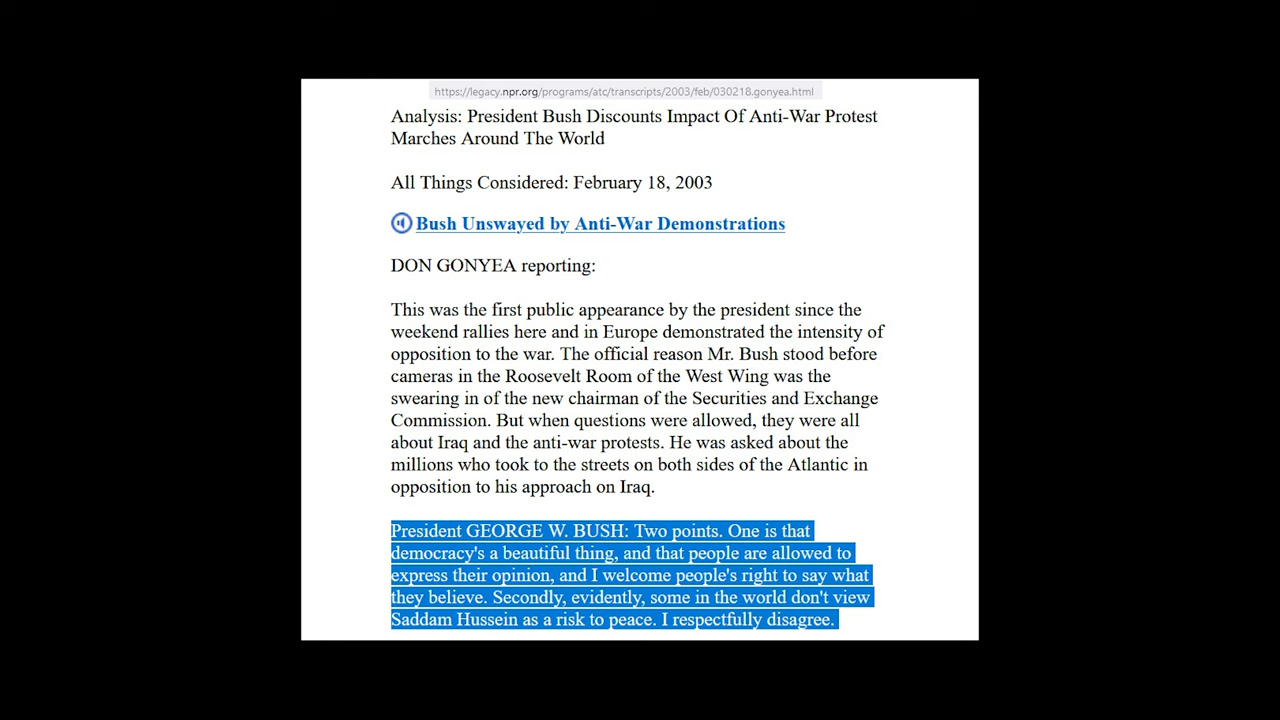 https://legacy.npr.org/programs/atc/transcripts/2003/feb/030218.gonyea.html
Analysis: President Bush Discounts Impact Of Anti-War Protest
Marches Around The World
All Things Considered: February 18, 2003
Bush Unswayed by Anti-War Demonstrations
DON GONYEA reporting:
This was the first public appearance by the president since the
weekend rallies here and in Europe demonstrated the intensity of
opposition to the war. The official reason Mr. Bush stood before
cameras in the Roosevelt Room of the West Wing was the
swearing in of the new chairman of the Securities and Exchange
Commission. But when questions were allowed, they were all
about Iraq and the anti-war protests. He was asked about the
millions who took to the streets on both sides of the Atlantic in
opposition to his approach on Iraq.
President GEORGE W. BUSH: Two points. One is that
democracy's a beautiful thing, and that people are allowed to
express their opinion, and I welcome people's right to say what
they believe. Secondly, evidently, some in the world don't view
Saddam Hussein as a risk to peace. I respectfully disagree.